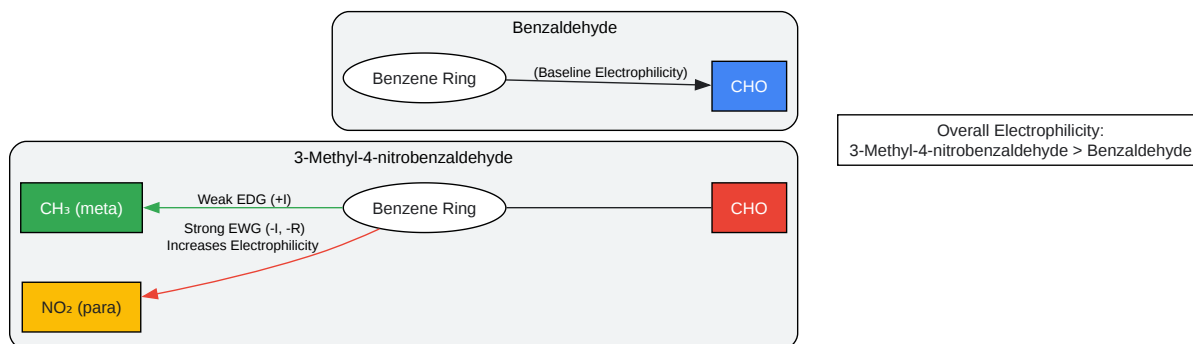 Benzaldehyde
Benzene Ring
(Baseline Electrophilicity)
CHO
Overall Electrophilicity:
3-Methyl-4-nitrobenzaldehyde > Benzaldehyde
3-Methyl-4-nitrobenzaldehyde
CH₃ (meta)
Weak EDG (+I)
Benzene Ring
CHO
Strong EWG (-I, -R)
Increases Electrophilicity
NO₂ (para)